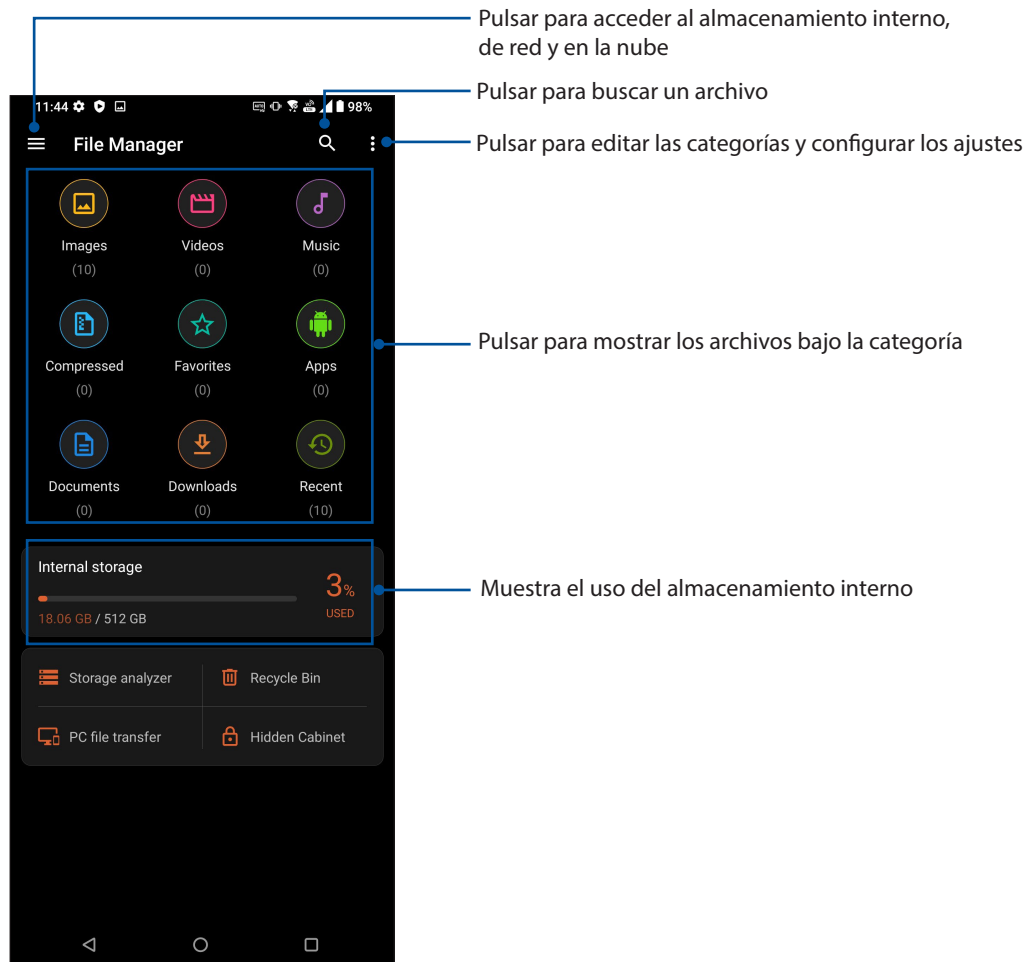 Pulsar para acceder al almacenamiento interno,
de red y en la nube
Pulsar para buscar un archivo
11:44 98%
File Manager
Pulsar para editar las categorías y configurar los ajustes
Images Videos Music
(10) (0) (0)
Compressed Favorites Apps
(0) (0) (0)
Pulsar para mostrar los archivos bajo la categoría
Documents Downloads Recent
(0) (0) (10)
Internal storage
3%
USED
18.06 GB / 512 GB
Muestra el uso del almacenamiento interno
Storage analyzer Recycle Bin
PC file transfer Hidden Cabinet